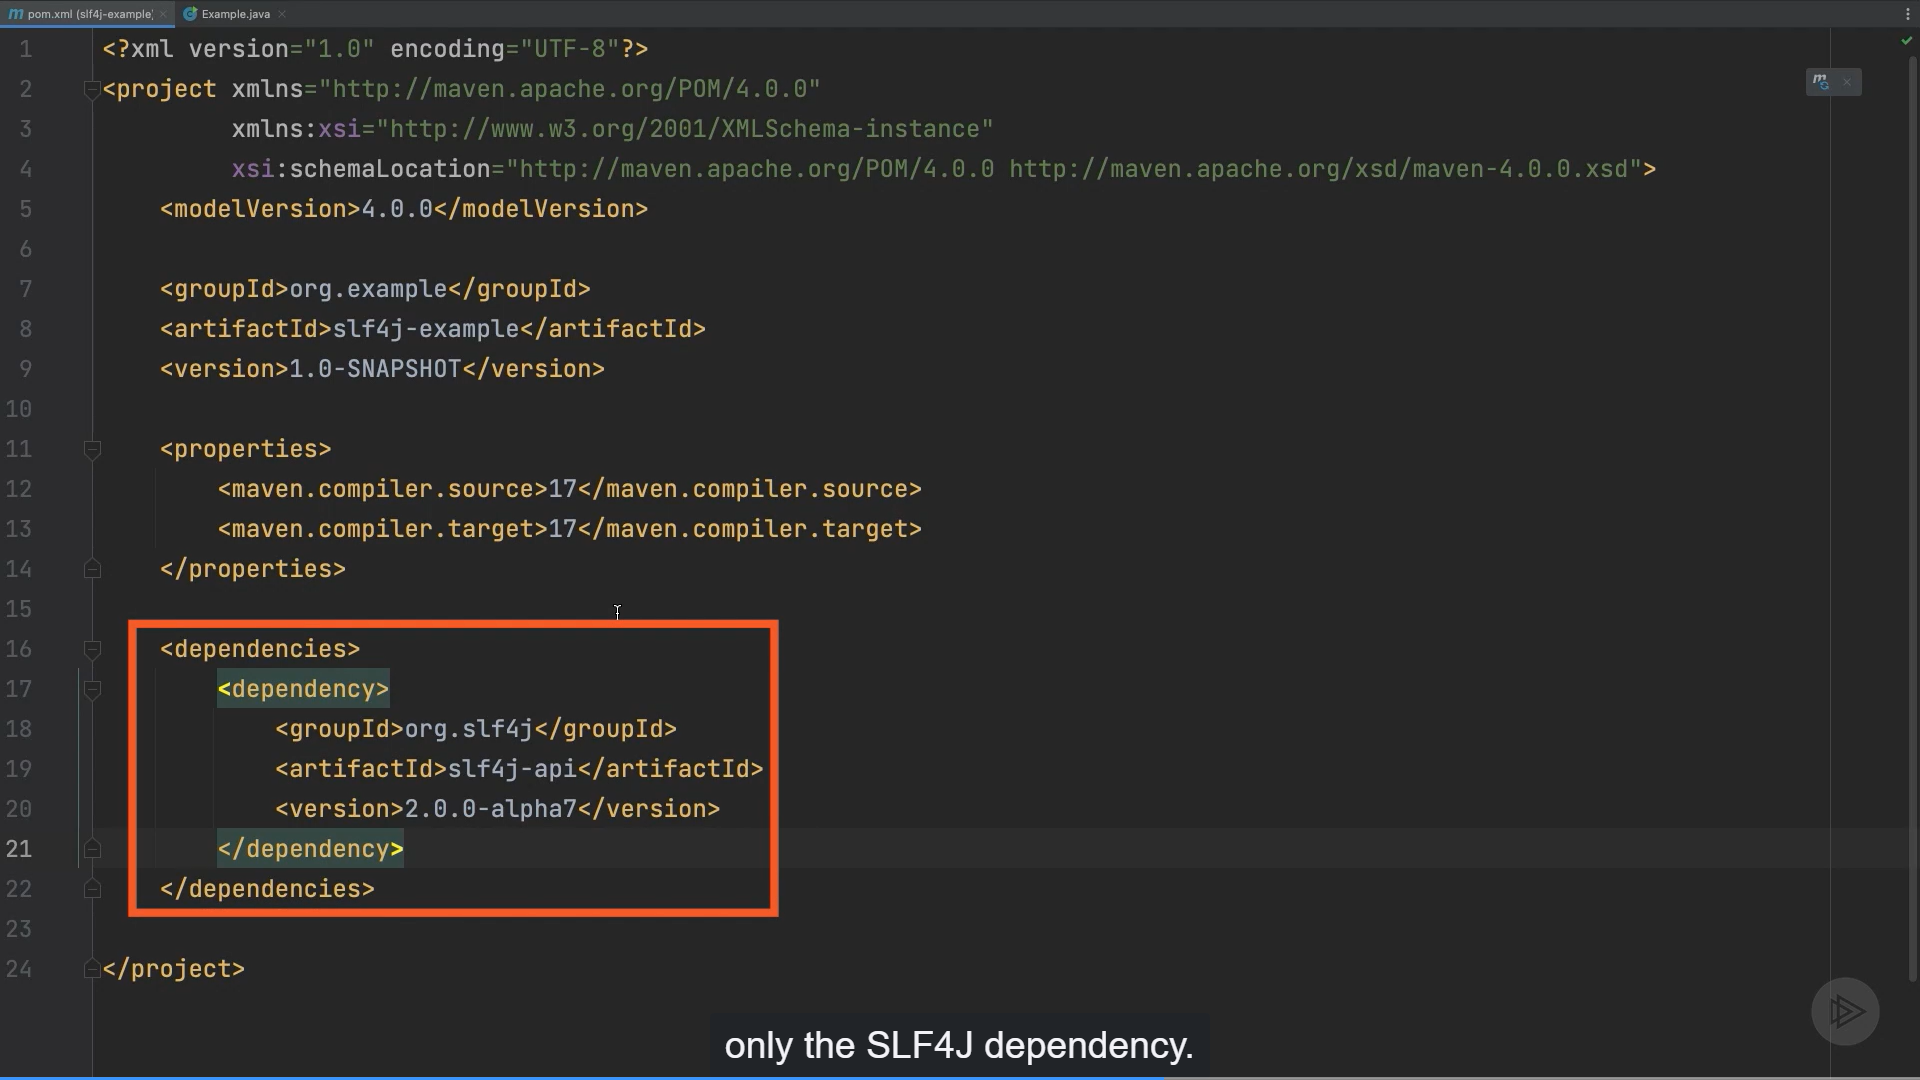 pom.xml (slf4j-example) Example.java
1 <?xml version="1.0" encoding="UTF-8"?>
2 <project xmlns="http://maven.apache.org/POM/4.0.0"
3 xmlns:xsi="http://www.w3.org/2001/XMLSchema-instance"
4 xsi:schemaLocation="http://maven.apache.org/POM/4.0.0 http://maven.apache.org/xsd/maven-4.0.0.xsd">
5 <modelVersion>4.0.0</modelVersion>
6
7 <groupId>org.example</groupId>
8 <artifactId>slf4j-example</artifactId>
9 <version>1.0-SNAPSHOT</version>
10
11 <properties>
12 <maven.compiler.source>17</maven.compiler.source>
13 <maven.compiler.target>17</maven.compiler.target>
14 </properties>
15
16 <dependencies>
17 <dependency>
18 <groupId>org.slf4j</groupId>
19 <artifactId>slf4j-api</artifactId>
20 <version>2.0.0-alpha7</version>
21 </dependency>
22 </dependencies>
23
24 </project>
only the SLF4J dependency.